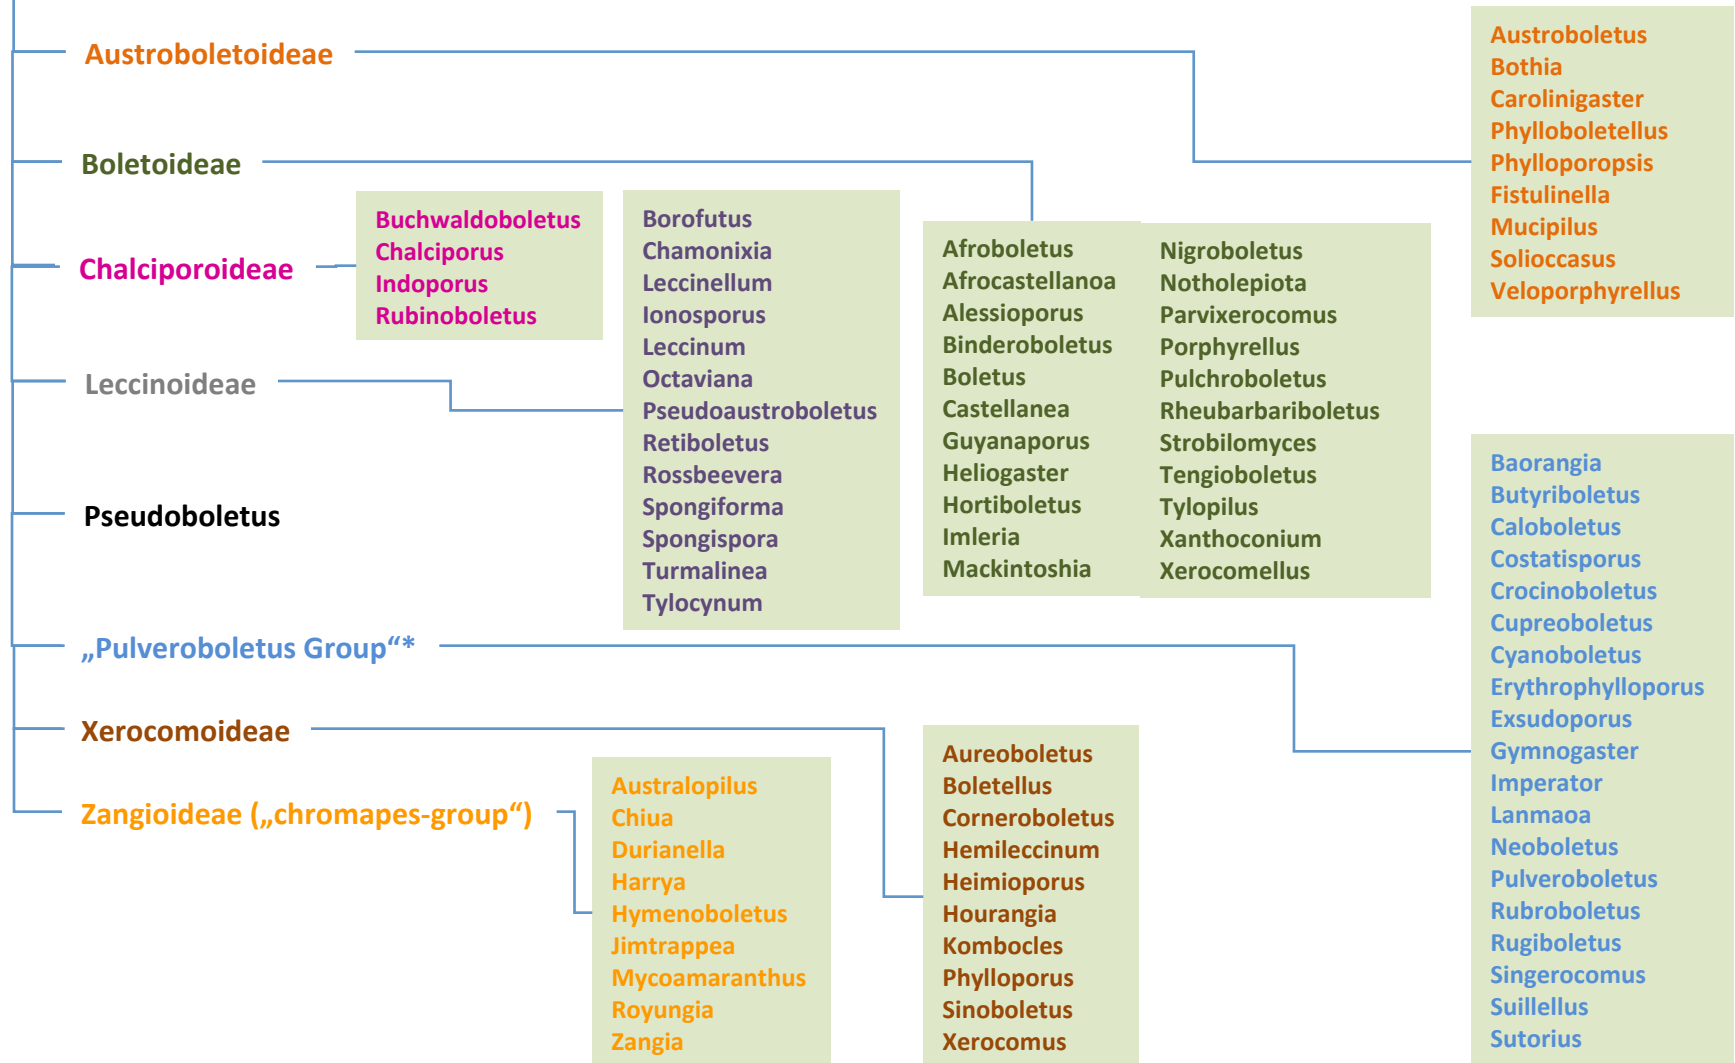 Austroboletoideae
Austroboletus
Bothia
Carolinigaster
Phylloboletellus
Phylloporopsis
Fistulinella
Mucipilus
Solioccasus
Veloporphyrellus
Boletoideae
Afroboletus
Afrocastellanoa
Alessioporus
Binderoboletus
Boletus
Castellanea
Guyanaporus
Heliogaster
Hortiboletus
Imleria
Mackintoshia
Nigroboletus
Notholepiota
Parvixerocomus
Porphyrellus
Pulchroboletus
Rheubarbariboletus
Strobilomyces
Tengioboletus
Tylopilus
Xanthoconium
Xerocomellus
Chalciporoideae
Buchwaldoboletus
Chalciporus
Indoporus
Rubinoboletus
Leccinoideae
Borofutus
Chamonixia
Leccinellum
Ionosporus
Leccinum
Octaviana
Pseudoaustroboletus
Retiboletus
Rossbeevera
Spongiforma
Spongispora
Turmalinea
Tylocynum
Pseudoboletus
„Pulveroboletus Group“*
Baorangia
Butyriboletus
Caloboletus
Costatisporus
Crocinoboletus
Cupreoboletus
Cyanoboletus
Erythrophylloporus
Exsudoporus
Gymnogaster
Imperator
Lanmaoa
Neoboletus
Pulveroboletus
Rubroboletus
Rugiboletus
Singerocomus
Suillellus
Sutorius
Xerocomoideae
Aureoboletus
Boletellus
Corneroboletus
Hemileccinum
Heimioporus
Hourangia
Kombocles
Phylloporus
Sinoboletus
Xerocomus
Zangioideae („chromapes-group“)
Australopilus
Chiua
Durianella
Harrya
Hymenoboletus
Jimtrappea
Mycoamaranthus
Royungia
Zangia